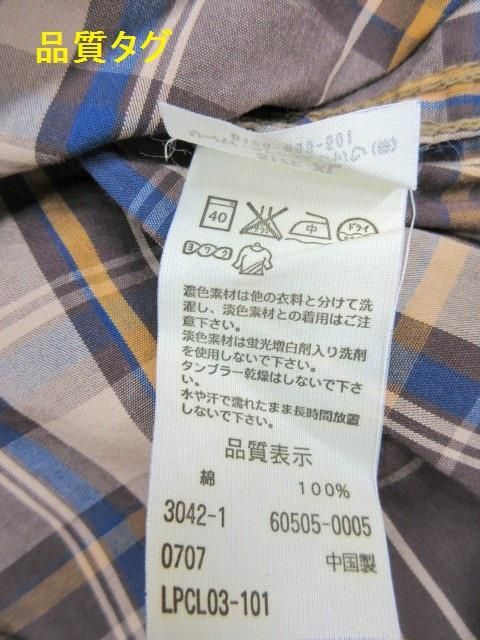 品質タグ
40
中
ドライ
濃色素材は他の衣料と分けて洗
濯し、淡色素材との着用はご注
意下さい。
淡色素材は蛍光増白剤入り洗剤
を使用しないで下さい。
タンブラー乾燥はしないで下さ
い。
水や汗で濡れたまま長時間放置
しないで下さい。
品質表示
綿 100%
3042-1 60505-0005
0707 中国製
LPCL03-101